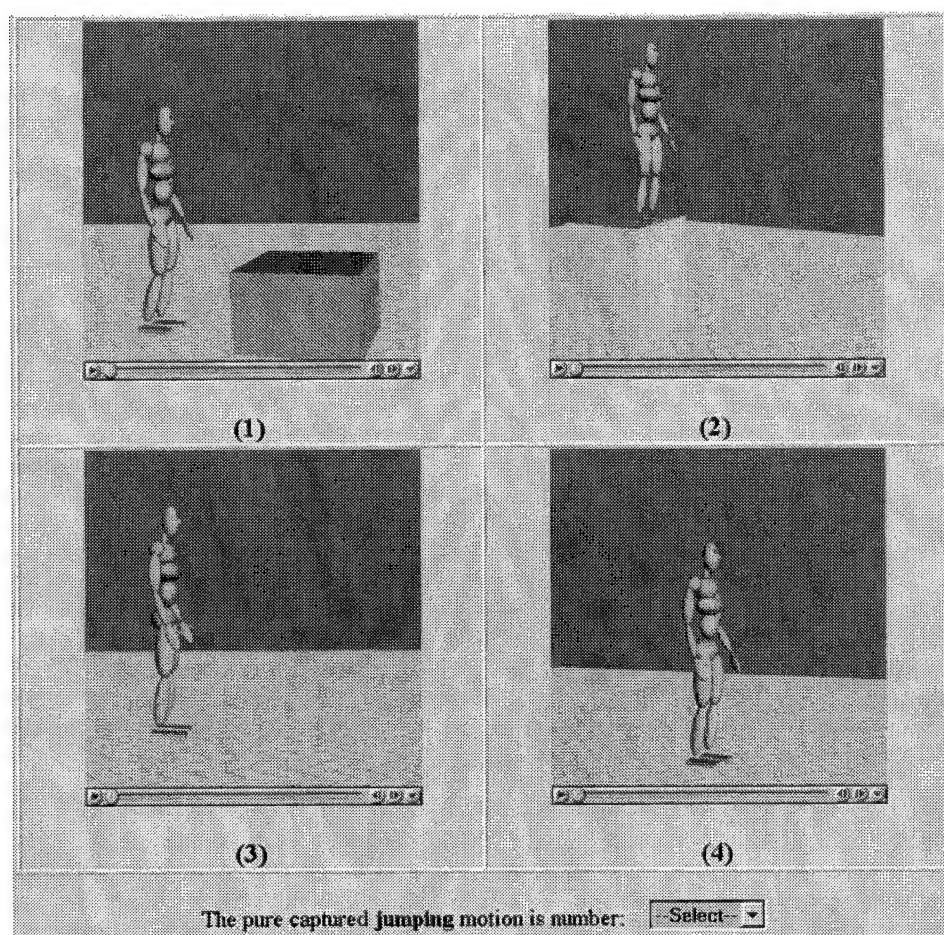 (1)
(2)
(3)
(4)
The pure captured jumping motion is number: --Select--